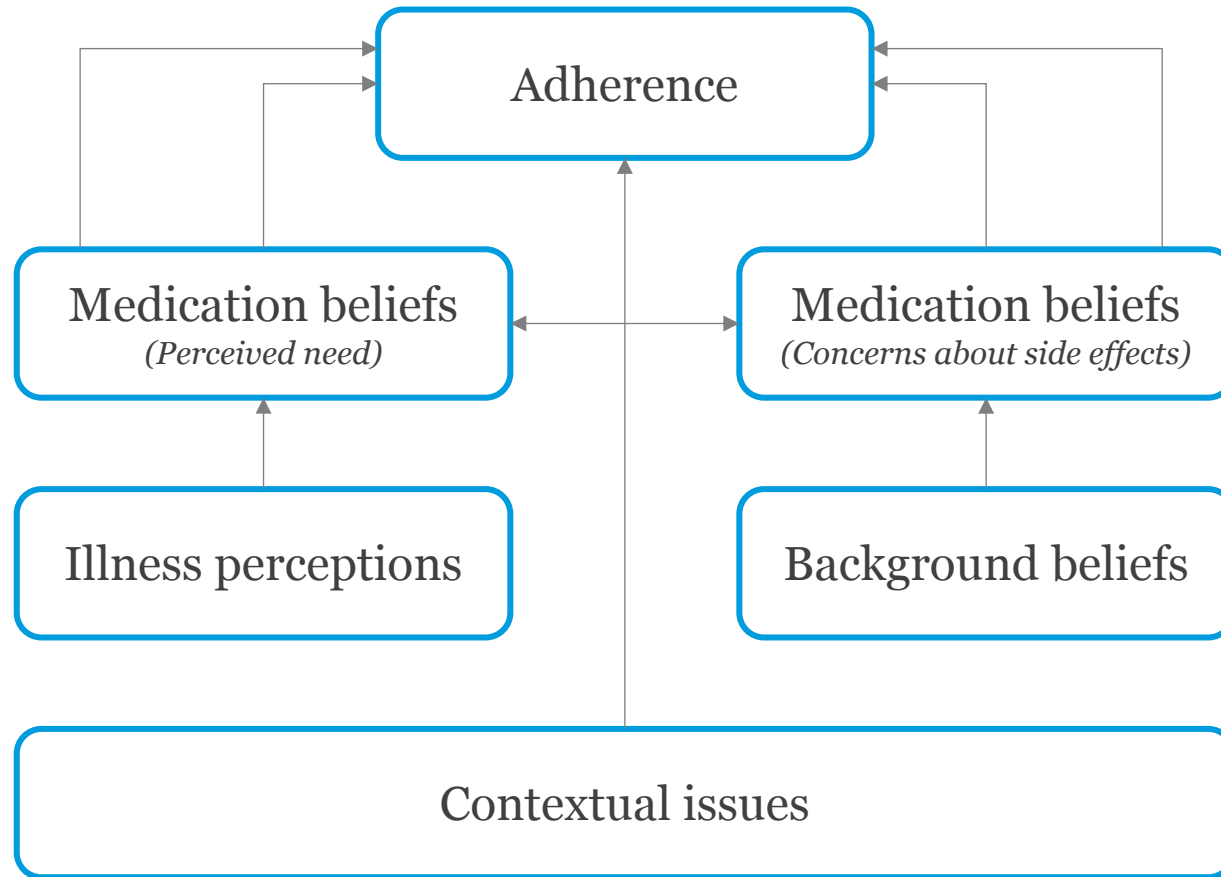 Adherence
Medication beliefs
(Perceived need)
Medication beliefs
(Concerns about side effects)
Illness perceptions
Background beliefs
Contextual issues